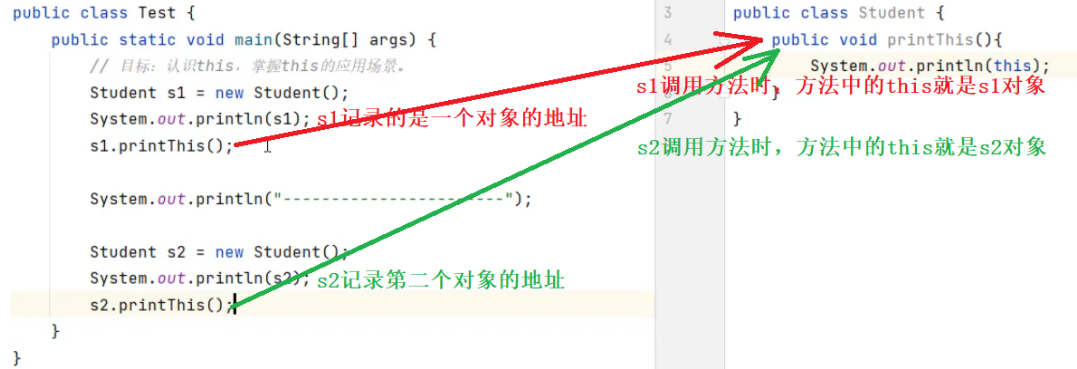 public class Test {
public static void main(String[] args) {
// 目标：认识this，掌握this的应用场景。
Student s1 = new Student();
System.out.println(s1);
s1记录的是一个对象的地址
s1.printThis();
System.out.println("-----------------------");
Student s2 = new Student();
System.out.println(s2);
s2记录第二个对象的地址
s2.printThis();
}
}
3
public class Student {
4
public void printThis(){
5
System.out.println(this);
s1调用方法时，方法中的this就是s1对象
}
7
}
s2调用方法时，方法中的this就是s2对象